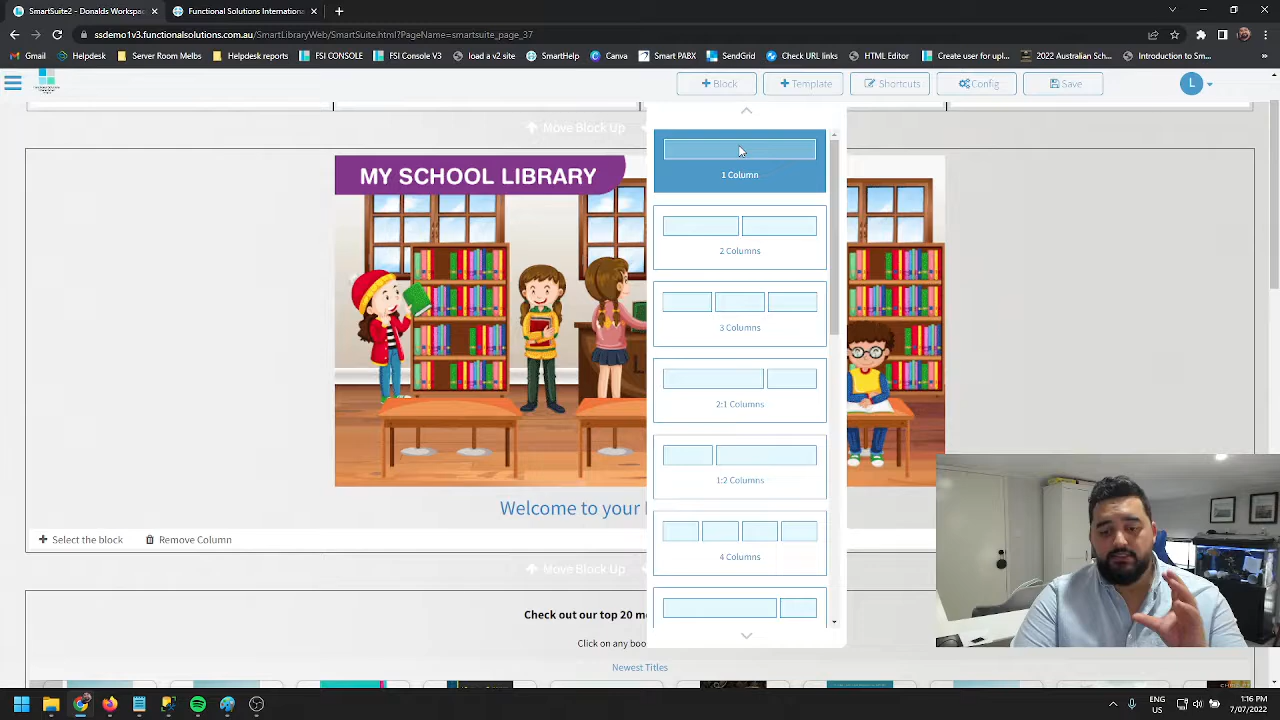 SmartSuite2 - Donalds Workspac
Functional Solutions Internation
ssdemo1v3.functionalsolutions.com.au/SmartLibraryWeb/SmartSuite.html?PageName=smartsuite_page_37
Gmail
Helpdesk reports
Server Room Melbs
Helpdesk Reports
FSI CONSOLE
FSI Console V3
load a v2
SmartHelp
Canva
Smart PARX
SendGrid
Check URL links
HTML Editor
Create user for uplo...
2022 Australian Sch...
Introduction to Sm...
Block
Template
Shortcuts
Config
Save
L
Move Block Up
MY SCHOOL LIBRARY
1 Column
2 Columns
3 Columns
2:1 Columns
1:2 Columns
4 Columns
Welcome to your
Select the block
Remove Column
Move Block Up
Check out our top 20 m
Click on any boo
Newest Titles
ENG
US
1:16 PM
7/07/2022